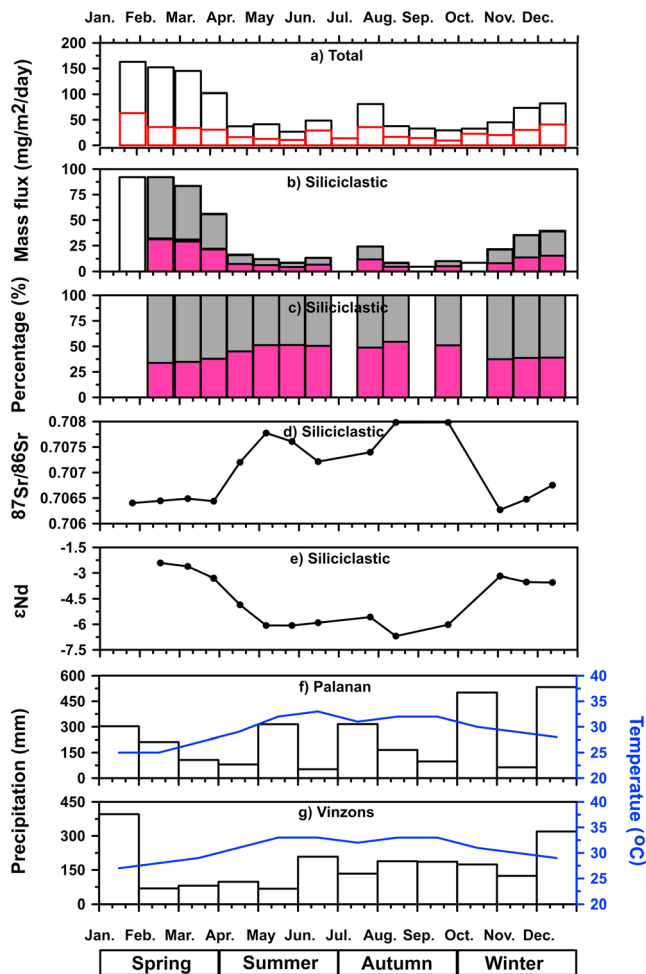 Jan. Feb. Mar. Apr. May Jun. Jul. Aug. Sep. Oct. Nov. Dec.
a) Total
200
150
100
50
0
Mass flux (mg/m2/day)
b) Siliciclastic
100
75
50
25
0
Percentage (%)
c) Siliciclastic
100
75
50
25
0
87Sr/86Sr
d) Siliciclastic
0.708
0.7075
0.707
0.7065
0.706
εNd
e) Siliciclastic
-1.5
-3
-4.5
-6
-7.5
Precipitation (mm)
Temperatue (ºC)
f) Palanan
600 40
450 35
300 30
150 25
0 20
g) Vinzons
450 40
300 35
150 30
0 25
20
Jan. Feb. Mar. Apr. May Jun. Jul. Aug. Sep. Oct. Nov. Dec.
Spring Summer Autumn Winter